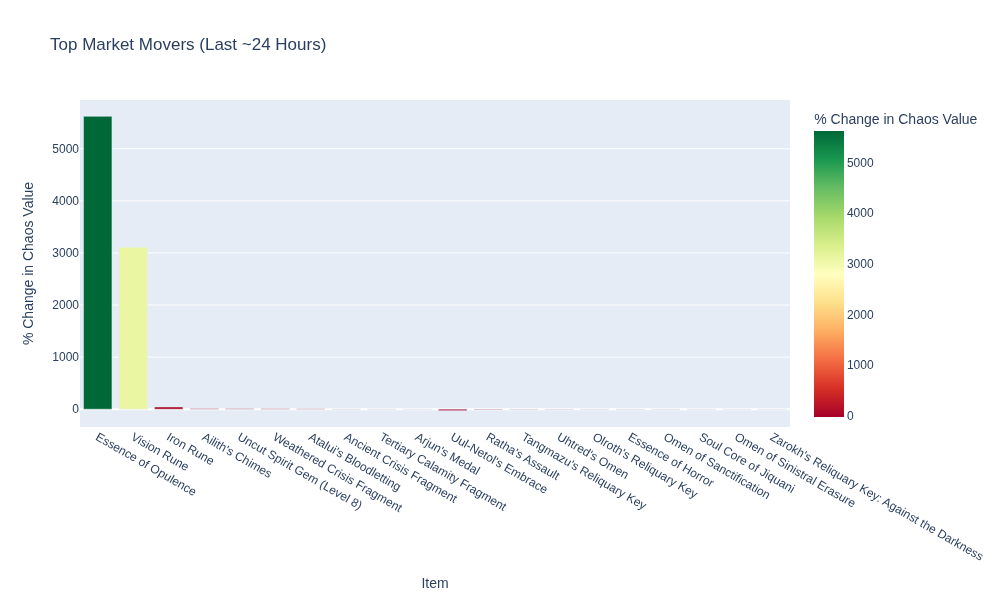 Top Market Movers (Last ~24 Hours)
% Change in Chaos Value
5000
4000
3000
2000
1000
0
% Change in Chaos Value
5000
4000
3000
2000
1000
0
Essence of Opulence
Vision Rune
Iron Rune
Ailith's Chimes
Uncut Spirit Gem (Level 8)
Weathered Crisis Fragment
Atalui's Bloodletting
Ancient Crisis Fragment
Tertiary Calamity Fragment
Arjun's Medal
Uul-Netol's Embrace
Ratha's Assault
Tangmazu's Reliquary Key
Uhtred's Omen
Olroth's Reliquary Key
Essence of Horror
Omen of Sanctification
Soul Core of Jiquani
Omen of Sinistral Erasure
Zarokh's Reliquary Key: Against the Darkness
Item